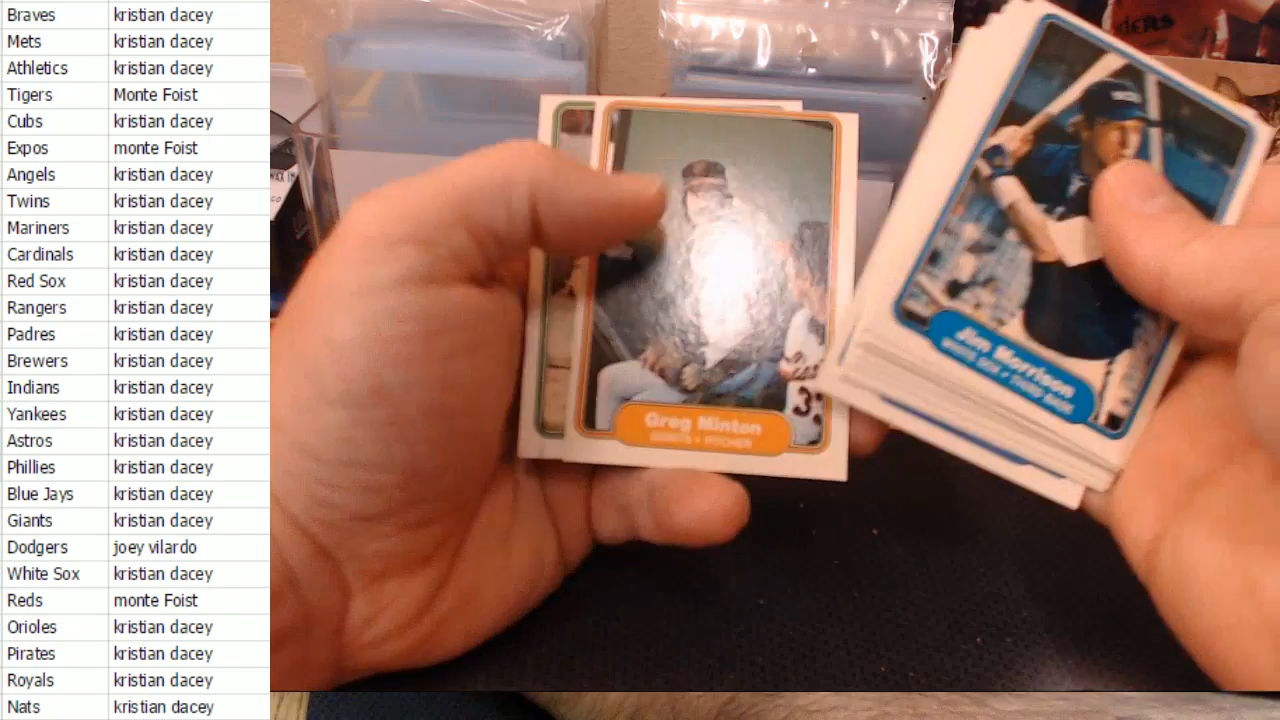 Braves kristian dacey
Mets kristian dacey
Athletics kristian dacey
Tigers Monte Foist
Cubs kristian dacey
Expos monte Foist
Angels kristian dacey
Twins kristian dacey
Mariners kristian dacey
Cardinals kristian dacey
Red Sox kristian dacey
Rangers kristian dacey
Padres kristian dacey
Brewers kristian dacey
Indians kristian dacey
Yankees kristian dacey
Astros kristian dacey
Phillies kristian dacey
Blue Jays kristian dacey
Giants kristian dacey
Dodgers joey vilardo
White Sox kristian dacey
Reds monte Foist
Orioles kristian dacey
Pirates kristian dacey
Royals kristian dacey
Nats kristian dacey
Greg Minton
GIANTS • PITCHER
3
Jim Morrison
WHITE SOX • THIRD BASE